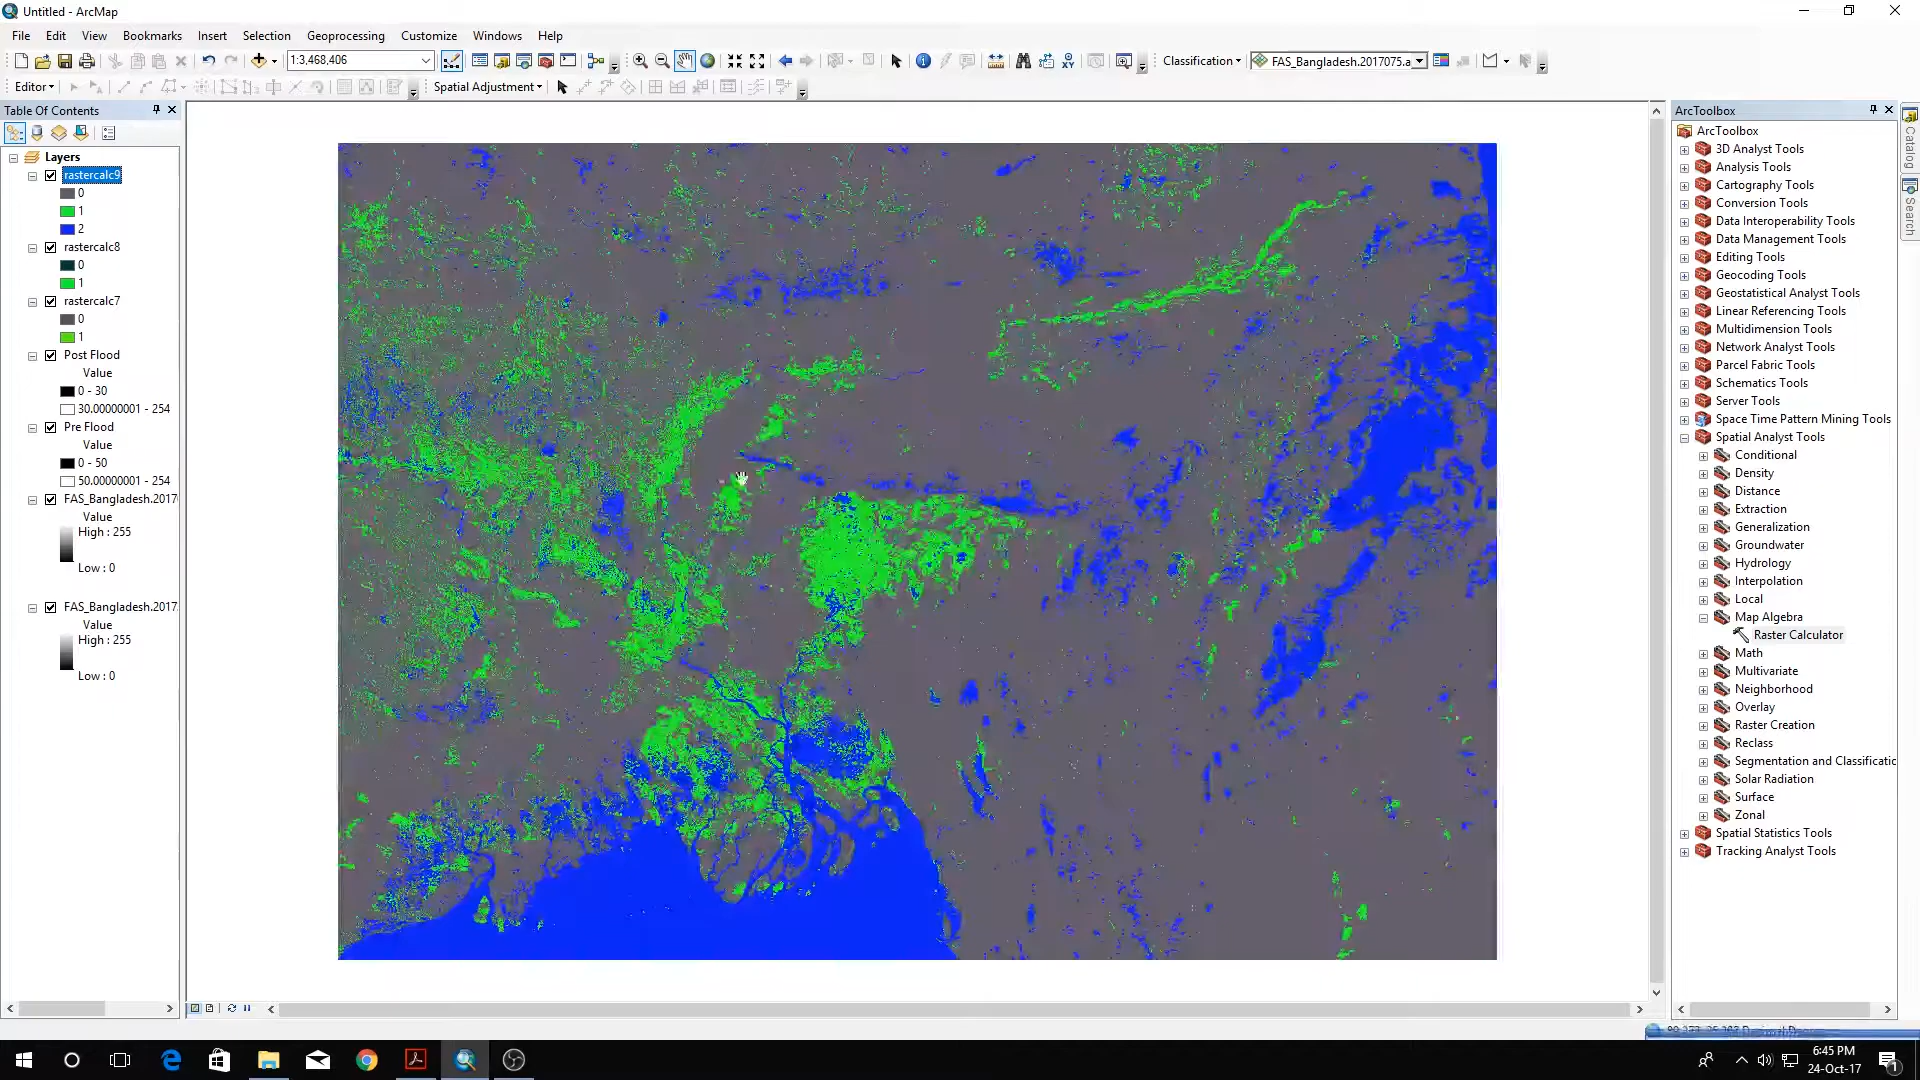 Untitled - ArcMap
File Edit View Bookmarks Insert Selection Geoprocessing Customize Windows Help
1:3,468,406
Classification
FAS_Bangladesh.2017075.a
Editor
Spatial Adjustment
Table Of Contents
Layers
rastercalc9
0
1
2
rastercalc8
0
1
rastercalc7
0
1
Post Flood
Value
0 - 30
30.00000001 - 254
Pre Flood
Value
0 - 50
50.00000001 - 254
FAS_Bangladesh.2017
Value
High : 255
Low : 0
FAS_Bangladesh.2017
Value
High : 255
Low : 0
ArcToolbox
ArcToolbox
3D Analyst Tools
Analysis Tools
Cartography Tools
Conversion Tools
Data Interoperability Tools
Data Management Tools
Editing Tools
Geocoding Tools
Geostatistical Analyst Tools
Linear Referencing Tools
Multidimension Tools
Network Analyst Tools
Parcel Fabric Tools
Schematics Tools
Server Tools
Space Time Pattern Mining Tools
Spatial Analyst Tools
Conditional
Density
Distance
Extraction
Generalization
Groundwater
Hydrology
Interpolation
Local
Map Algebra
Raster Calculator
Math
Multivariate
Neighborhood
Overlay
Raster Creation
Reclass
Segmentation and Classificatic
Solar Radiation
Surface
Zonal
Spatial Statistics Tools
Tracking Analyst Tools
Catalog
Search
6:45 PM
24-Oct-17
1